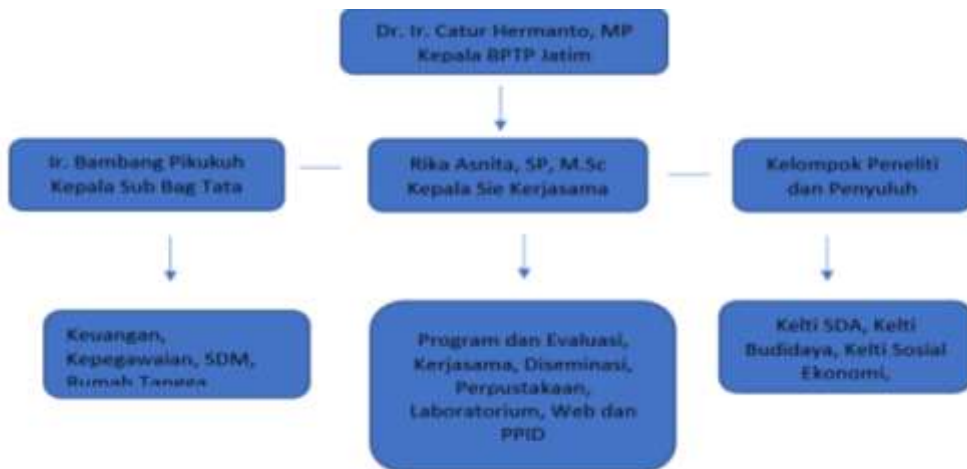 Dr. Ir. Catur Hermanto, MP
Kepala BPTP Jatim
Ir. Bambang Pikukuh
Kepala Sub Bag Tata
Rika Asnita, SP, M.Sc
Kepala Sie Kerjasama
Kelompok Peneliti
dan Penyuluh
Keuangan,
Kepegawaian, SDM,
Rumah Tangga
Program dan Evaluasi,
Kerjasama, Diseminasi,
Perpustakaan,
Laboratorium, Web dan
PPID
Kelti SDA, Kelti
Budidaya, Kelti Sosial
Ekonomi,